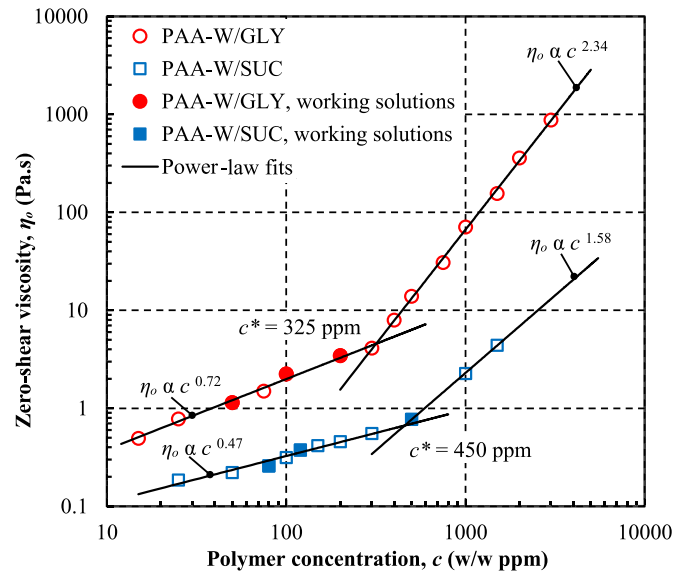 10000
1000
100
10
1
0.1
Zero-shear viscosity, ηₒ (Pa.s)
PAA-W/GLY
PAA-W/SUC
PAA-W/GLY, working solutions
PAA-W/SUC, working solutions
Power-law fits
ηₒ α c^2.34
ηₒ α c^1.58
c* = 325 ppm
ηₒ α c^0.72
ηₒ α c^0.47
c* = 450 ppm
10 100 1000 10000
Polymer concentration, c (w/w ppm)